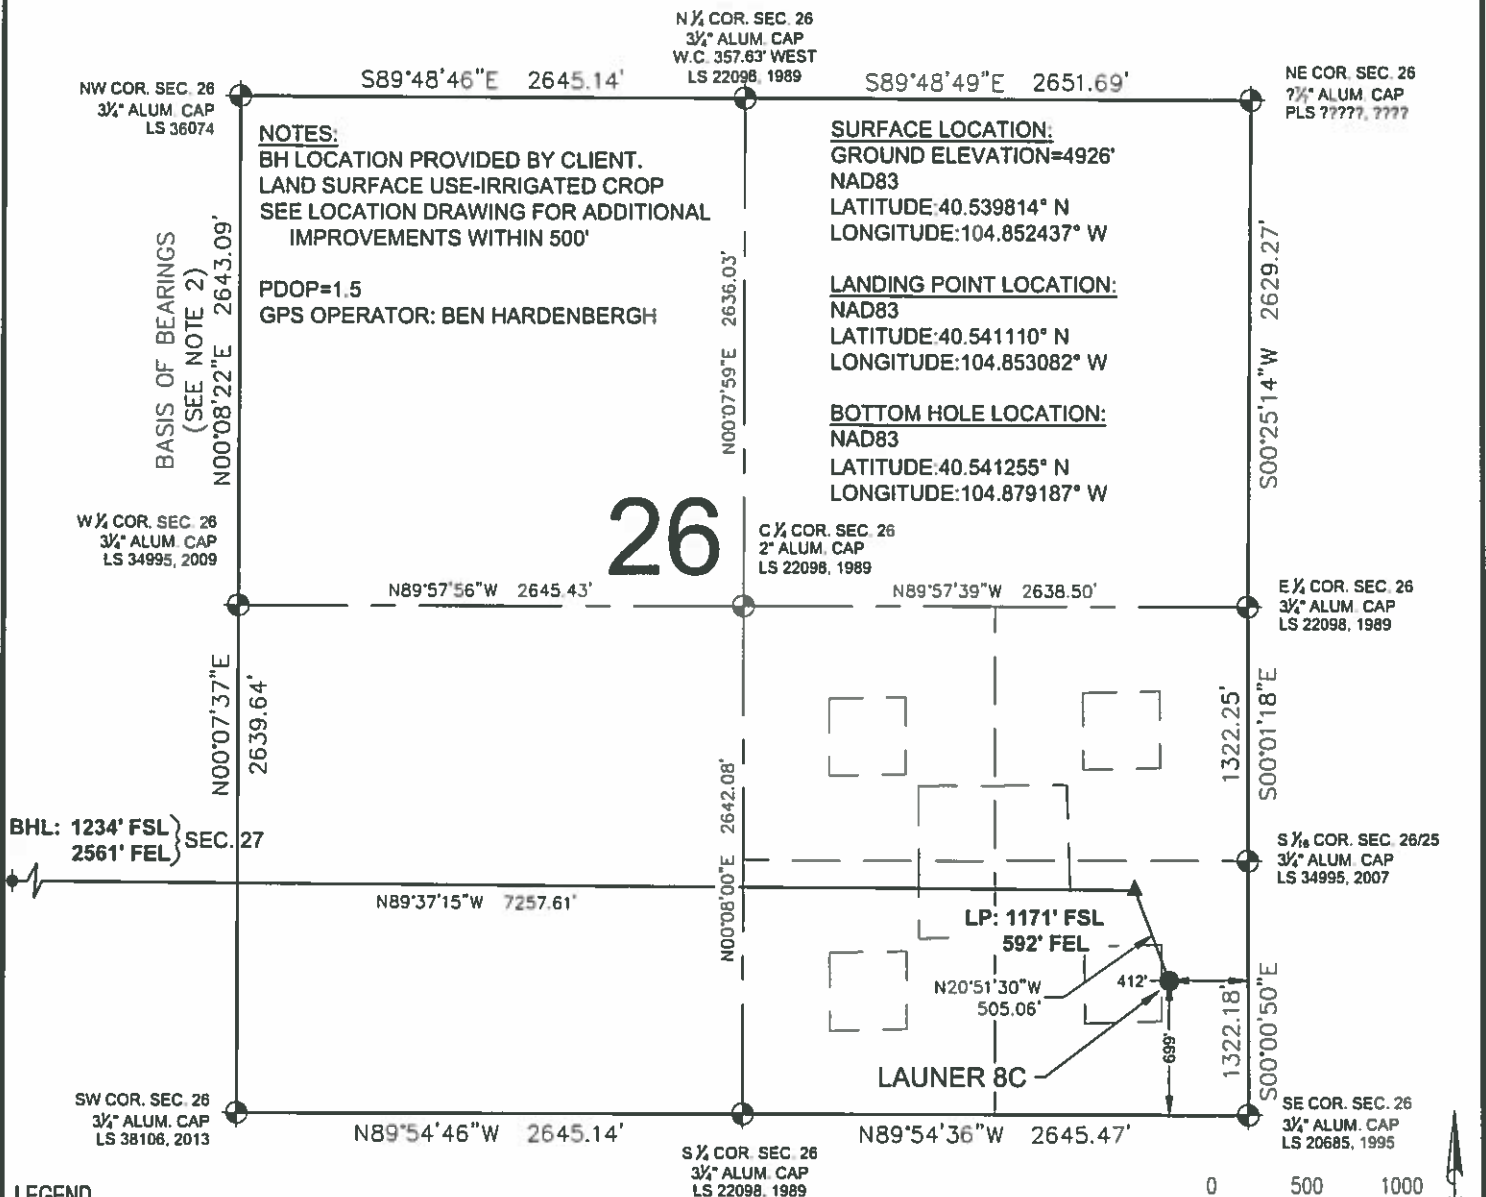 N ¼ COR. SEC. 26
3¼" ALUM. CAP
W.C. 357.63' WEST
LS 22098, 1989
NW COR. SEC. 26
3¼" ALUM. CAP
LS 36074
S89°48'46"E 2645.14'
S89°48'49"E 2651.69'
NE COR. SEC. 26
?½" ALUM. CAP
PLS ?????, ????
NOTES:
BH LOCATION PROVIDED BY CLIENT.
LAND SURFACE USE-IRRIGATED CROP
SEE LOCATION DRAWING FOR ADDITIONAL
IMPROVEMENTS WITHIN 500'
PDOP=1.5
GPS OPERATOR: BEN HARDENBERGH
SURFACE LOCATION:
GROUND ELEVATION=4926'
NAD83
LATITUDE:40.539814° N
LONGITUDE:104.852437° W
LANDING POINT LOCATION:
NAD83
LATITUDE:40.541110° N
LONGITUDE:104.853082° W
BOTTOM HOLE LOCATION:
NAD83
LATITUDE:40.541255° N
LONGITUDE:104.879187° W
BASIS OF BEARINGS
(SEE NOTE 2)
N00°08'22"E 2643.09'
N00°07'59"E 2636.03'
S00°25'14"W 2629.27'
W ¼ COR. SEC. 26
3¼" ALUM. CAP
LS 34995, 2009
26
C ¼ COR. SEC. 26
2" ALUM. CAP
LS 22098, 1989
N89°57'56"W 2645.43'
N89°57'39"W 2638.50'
E ¼ COR. SEC. 26
3¼" ALUM. CAP
LS 22098, 1989
N00°07'37"E
2639.64'
1322.25'
S00°01'18"E
BHL: 1234' FSL
2561' FEL
SEC. 27
N00°08'00"E 2642.08'
S 1/16 COR. SEC. 26/25
3¼" ALUM. CAP
LS 34995, 2007
N89°37'15"W 7257.61'
LP: 1171' FSL
592' FEL
N20°51'30"W
505.06'
412'
699'
1322.18'
S00°00'50"E
LAUNER 8C
SW COR. SEC. 26
3¼" ALUM. CAP
LS 38106, 2013
N89°54'46"W 2645.14'
N89°54'36"W 2645.47'
SE COR. SEC. 26
3¼" ALUM. CAP
LS 20685, 1995
S ¼ COR. SEC. 26
3¼" ALUM. CAP
LS 22098, 1989
LEGEND
0 500 1000